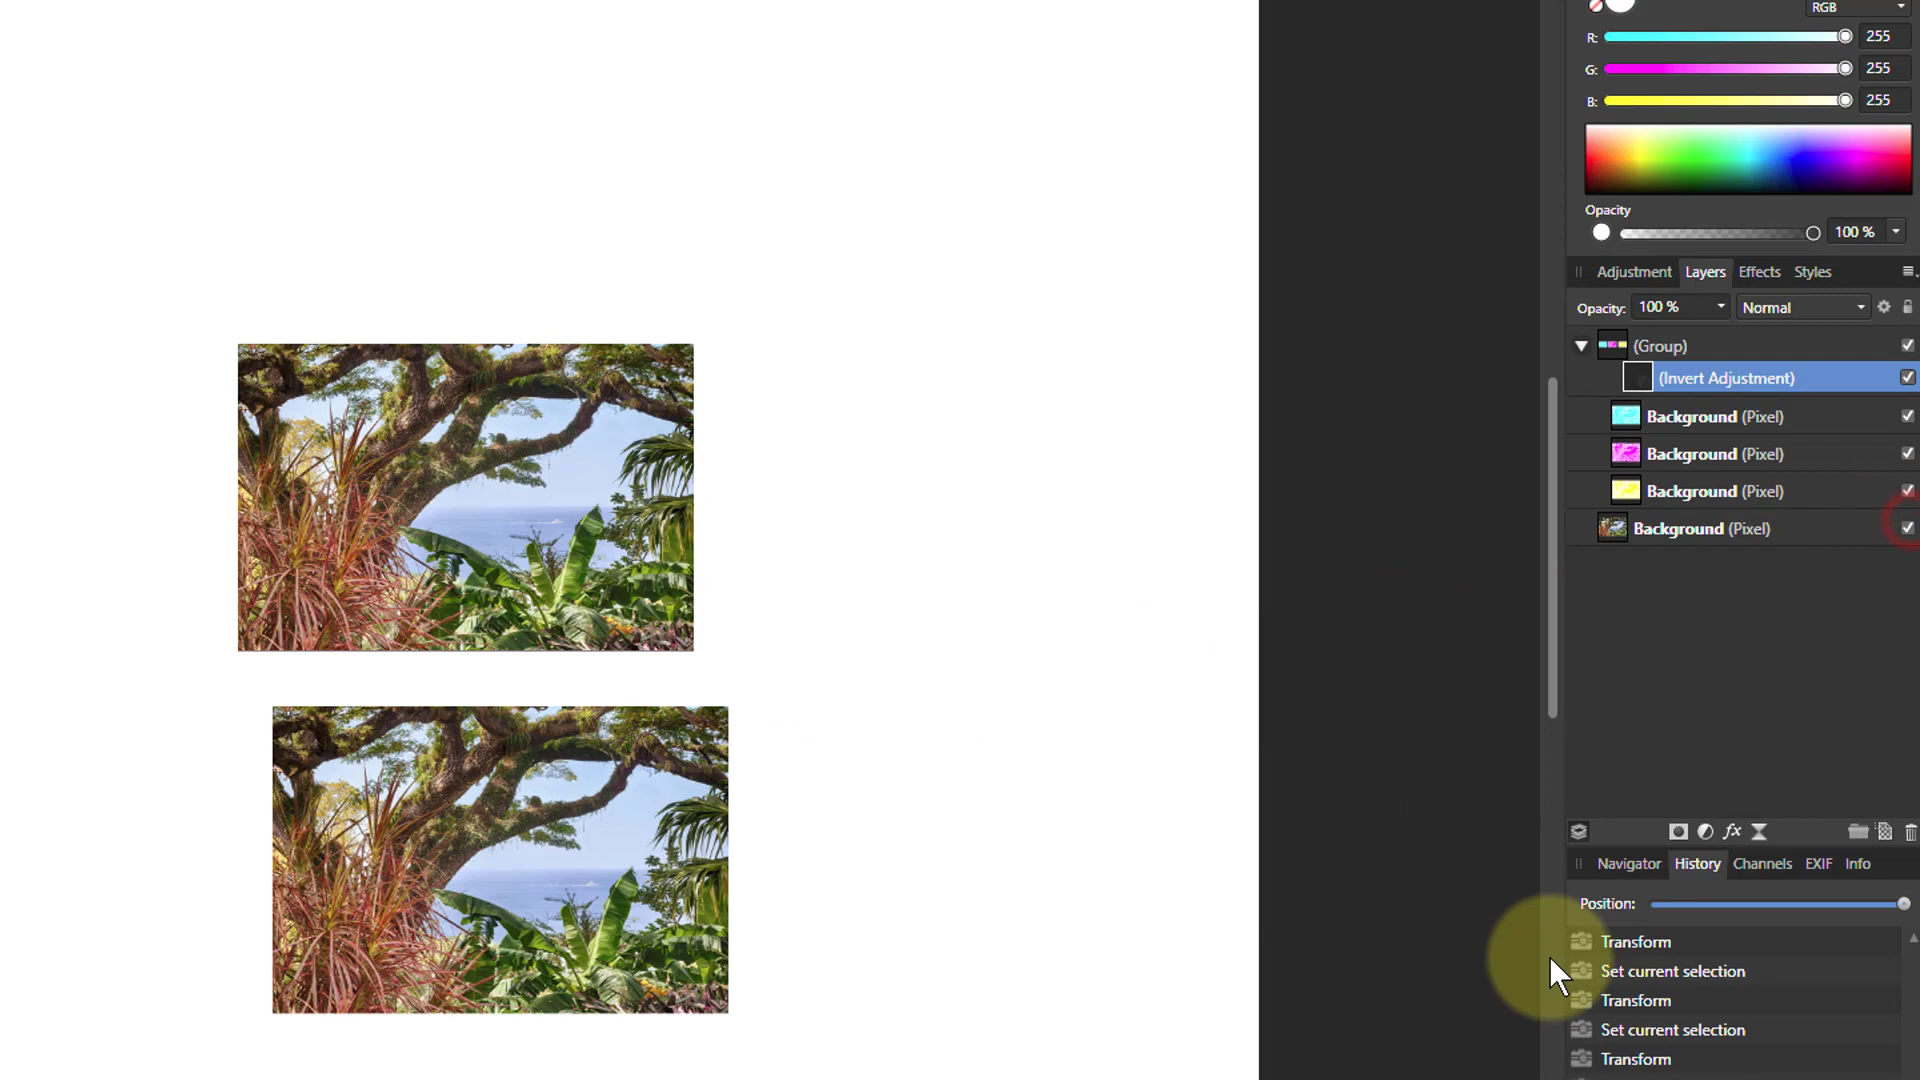 RGB
R: 255
G: 255
B: 255
Opacity
100 %
Adjustment Layers Effects Styles
Opacity: 100 % Normal
(Group)
(Invert Adjustment)
Background (Pixel)
Background (Pixel)
Background (Pixel)
Background (Pixel)
fx
Navigator History Channels EXIF Info
Position:
Transform
Set current selection
Transform
Set current selection
Transform